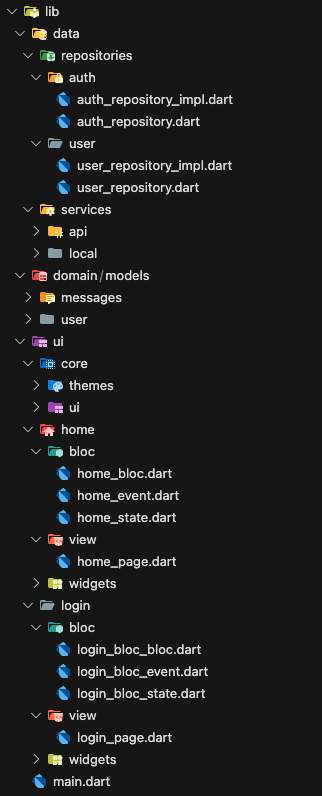 lib
data
repositories
auth
auth_repository_impl.dart
auth_repository.dart
user
user_repository_impl.dart
user_repository.dart
services
api
local
domain/models
messages
user
ui
core
themes
ui
home
bloc
home_bloc.dart
home_event.dart
home_state.dart
view
home_page.dart
widgets
login
bloc
login_bloc_bloc.dart
login_bloc_event.dart
login_bloc_state.dart
view
login_page.dart
widgets
main.dart